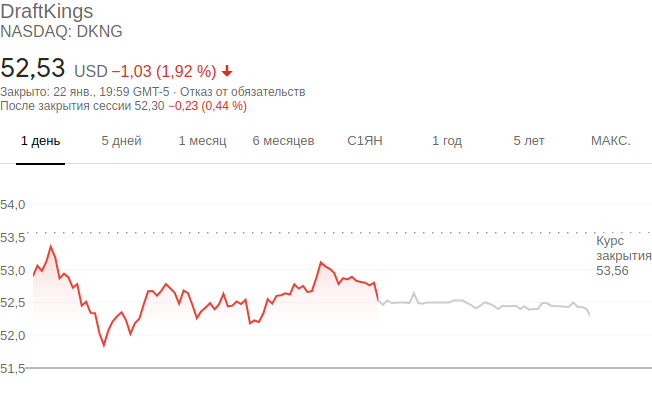 DraftKings
NASDAQ: DKNG
52,53 USD −1,03 (1,92 %)
Закрыто: 22 янв., 19:59 GMT-5 · Отказ от обязательств
После закрытия сессии 52,30 −0,23 (0,44 %)
1 день 5 дней 1 месяц 6 месяцев С1ЯН 1 год 5 лет МАКС.
54,0
53,5
Курс
закрытия
53,56
53,0
52,5
52,0
51,5